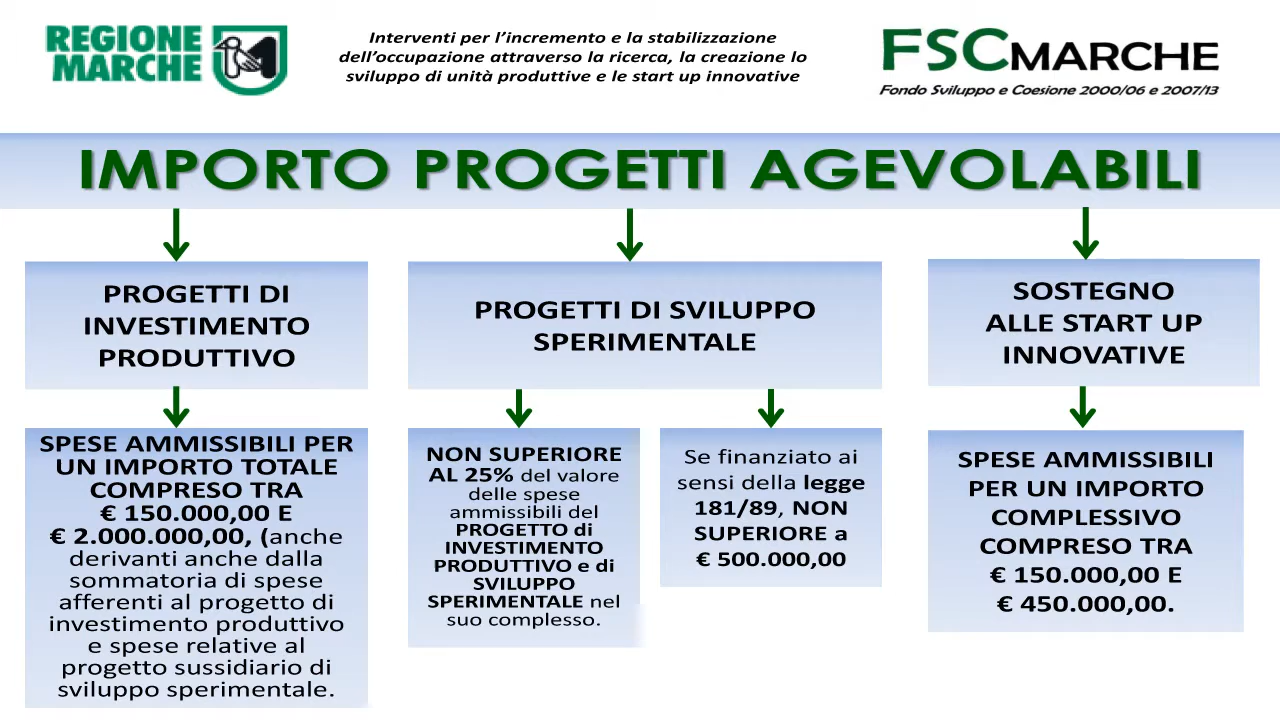 REGIONE
MARCHE
Interventi per l'incremento e la stabilizzazione
dell'occupazione attraverso la ricerca, la creazione lo
sviluppo di unità produttive e le start up innovative
FSCMARCHE
Fondo Sviluppo e Coesione 2000/06 e 2007/13
IMPORTO PROGETTI AGEVOLABILI
PROGETTI DI
INVESTIMENTO
PRODUTTIVO
SPESE AMMISSIBILI PER
UN IMPORTO TOTALE
COMPRESO TRA
€ 150.000,00 E
€ 2.000.000,00, (anche
derivanti anche dalla
sommatoria di spese
afferenti al progetto di
investimento produttivo
e spese relative al
progetto sussidiario di
sviluppo sperimentale.
PROGETTI DI SVILUPPO
SPERIMENTALE
NON SUPERIORE
AL 25% del valore
delle spese
ammissibili del
PROGETTO di
INVESTIMENTO
PRODUTTIVO e di
SVILUPPO
SPERIMENTALE nel
suo complesso.
Se finanziato ai
sensi della legge
181/89, NON
SUPERIORE a
€ 500.000,00
SOSTEGNO
ALLE START UP
INNOVATIVE
SPESE AMMISSIBILI
PER UN IMPORTO
COMPLESSIVO
COMPRESO TRA
€ 150.000,00 E
€ 450.000,00.